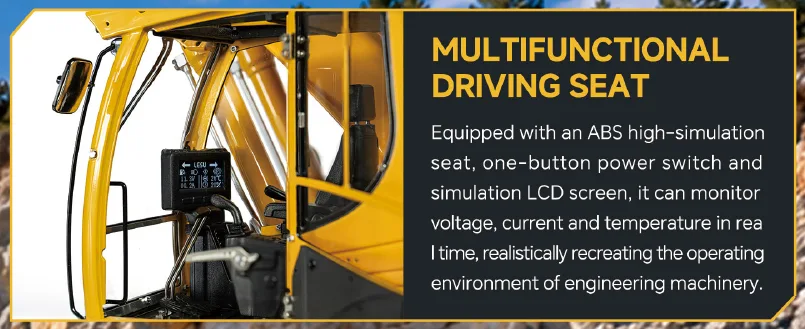 MULTIFUNCTIONAL
DRIVING SEAT
Equipped with an ABS high-simulation
seat, one-button power switch and
simulation LCD screen, it can monitor
voltage, current and temperature in rea
l time, realistically recreating the operating
environment of engineering machinery.
LESU